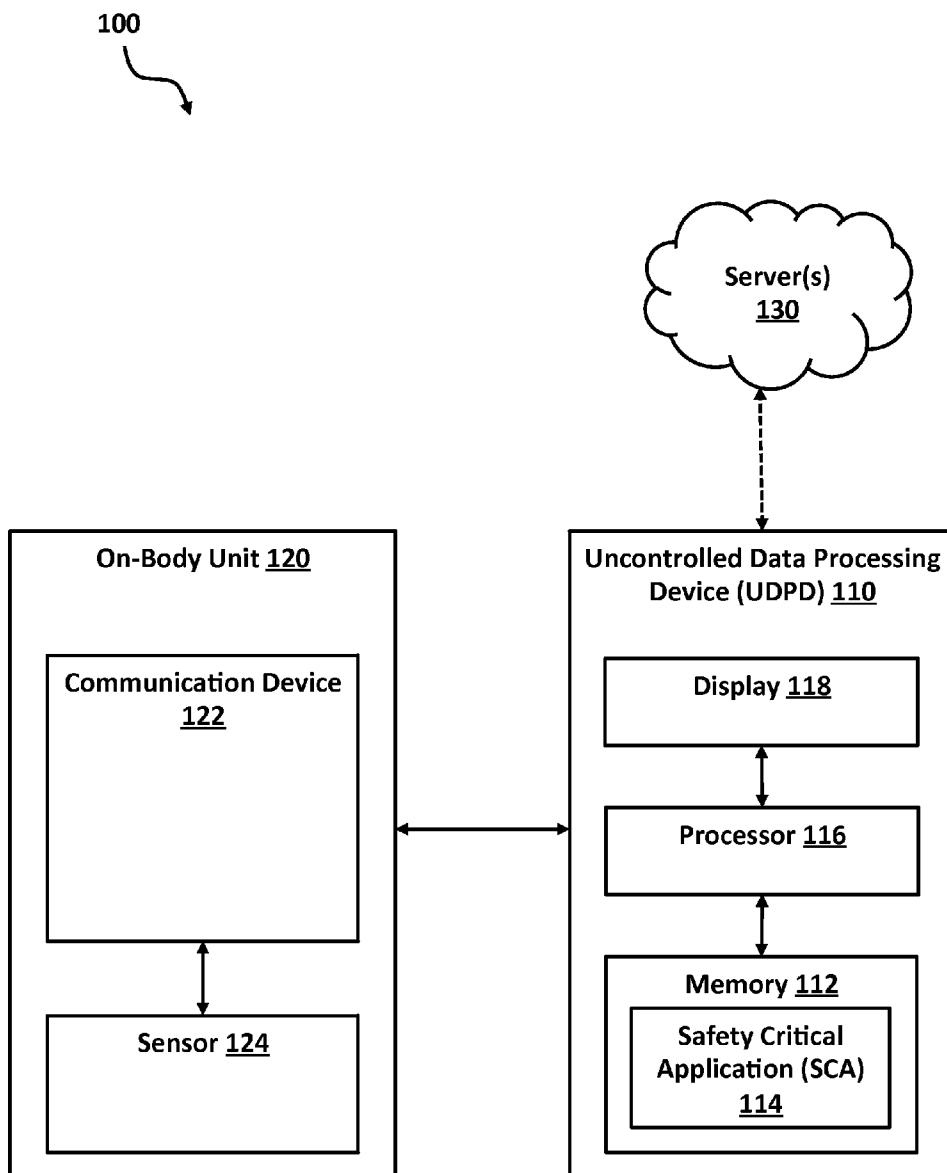 100
Server(s)
130
On-Body Unit 120
Communication Device
122
Sensor 124
Uncontrolled Data Processing
Device (UDPD) 110
Display 118
Processor 116
Memory 112
Safety Critical
Application (SCA)
114